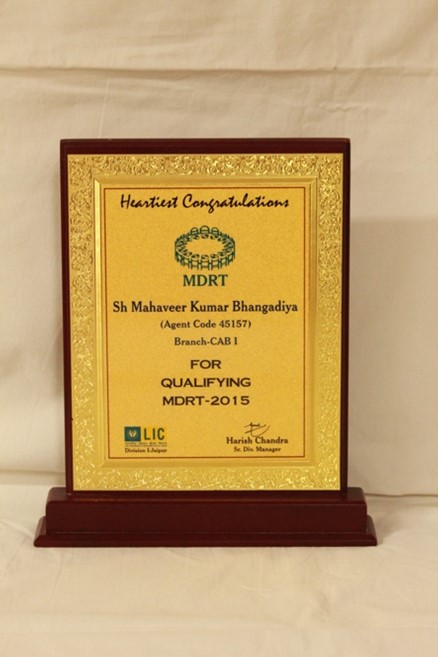 Heartiest Congratulations
MDRT
Sh Mahaveer Kumar Bhangadiya
(Agent Code 45157)
Branch-CAB I
FOR
QUALIFYING
MDRT-2015
LIC
Division I-Jaipur
Harish Chandra
Sr. Div. Manager